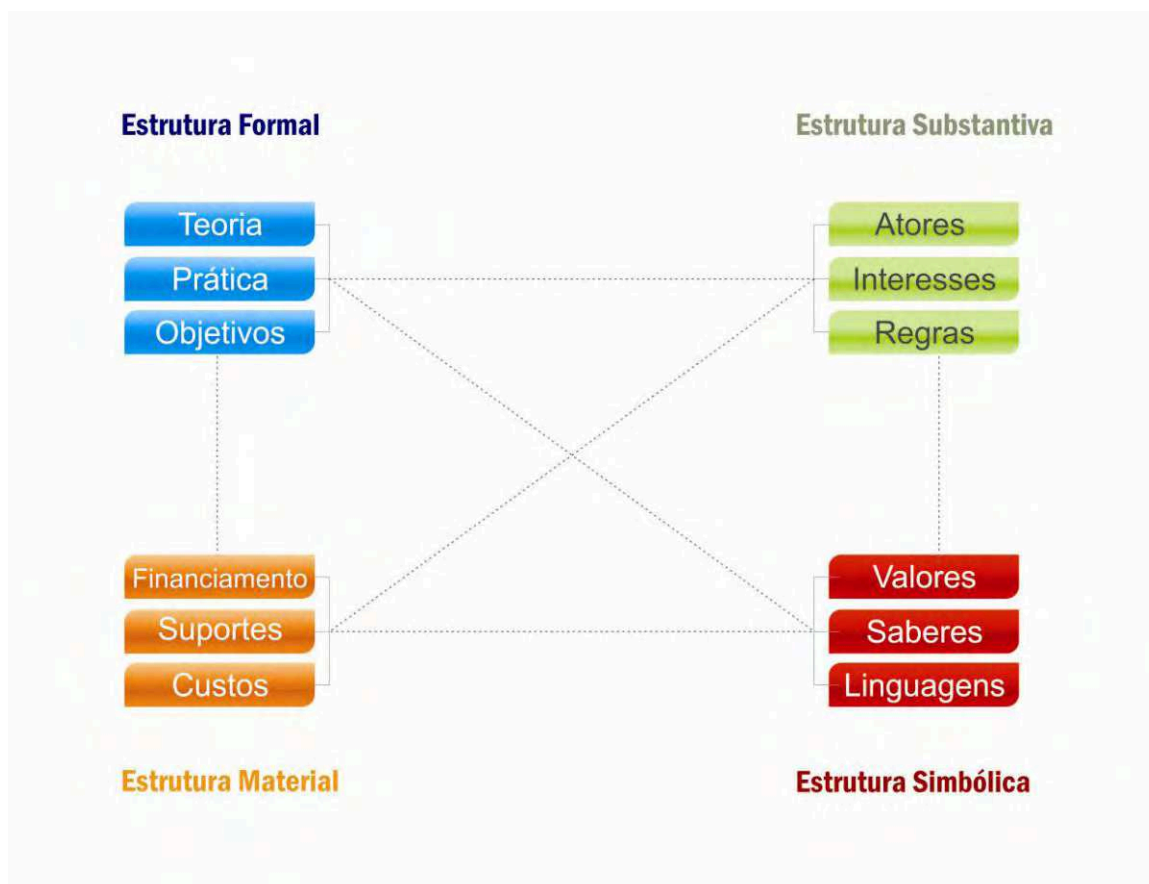 Estrutura Formal
Estrutura Substantiva
Teoria
Prática
Objetivos
Atores
Interesses
Regras
Financiamento
Suportes
Custos
Valores
Saberes
Linguagens
Estrutura Material
Estrutura Simbólica